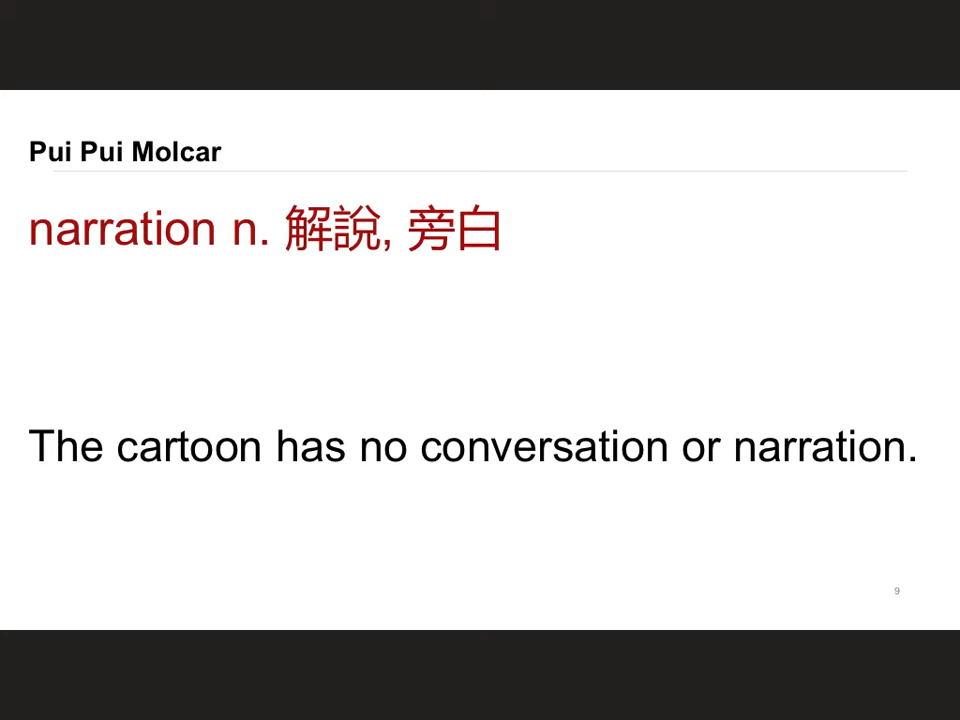 Pui Pui Molcar
narration n. 解說, 旁白
The cartoon has no conversation or narration.
9